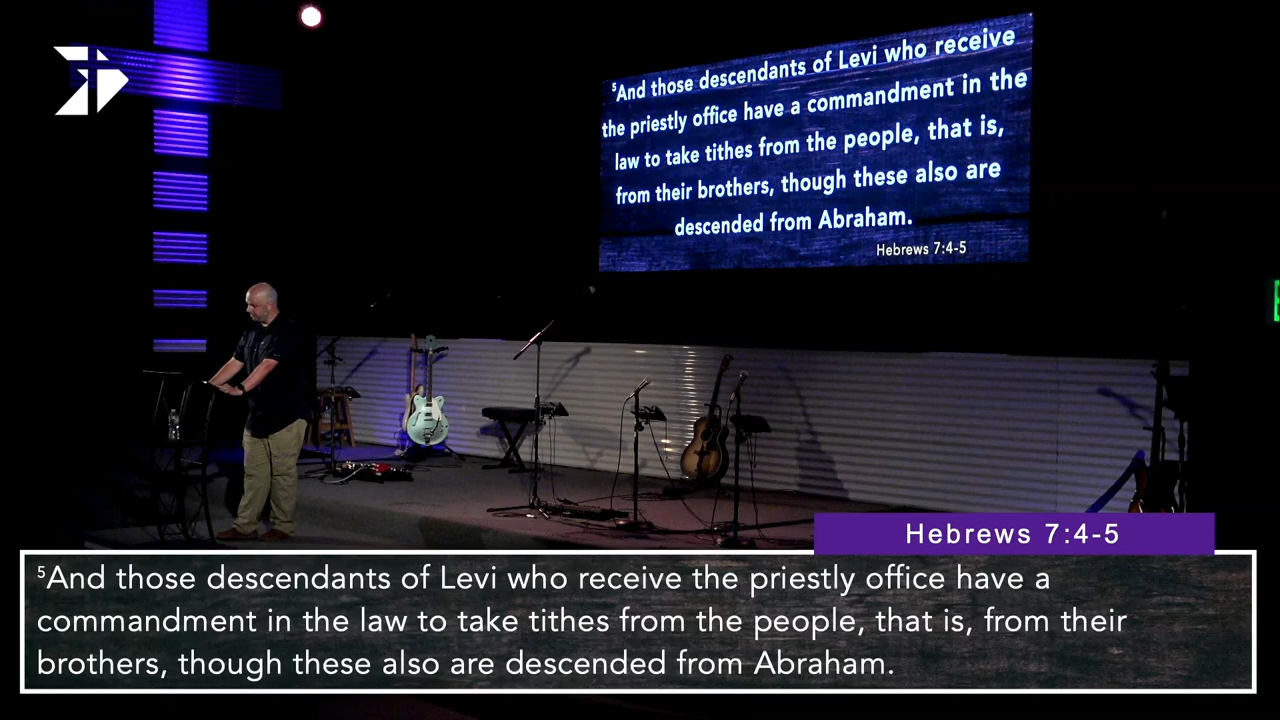 ⁵And those descendants of Levi who receive
the priestly office have a commandment in the
law to take tithes from the people, that is,
from their brothers, though these also are
descended from Abraham.
Hebrews 7:4-5
Hebrews 7:4-5
⁵And those descendants of Levi who receive the priestly office have a
commandment in the law to take tithes from the people, that is, from their
brothers, though these also are descended from Abraham.